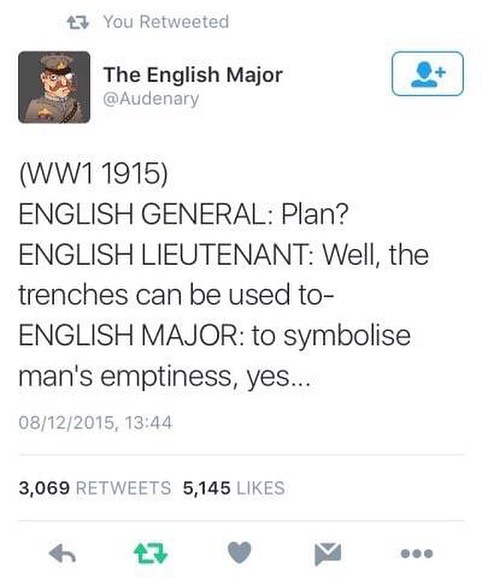 You Retweeted
The English Major
@Audenary
(WW1 1915)
ENGLISH GENERAL: Plan?
ENGLISH LIEUTENANT: Well, the
trenches can be used to-
ENGLISH MAJOR: to symbolise
man's emptiness, yes...
08/12/2015, 13:44
3,069 RETWEETS 5,145 LIKES